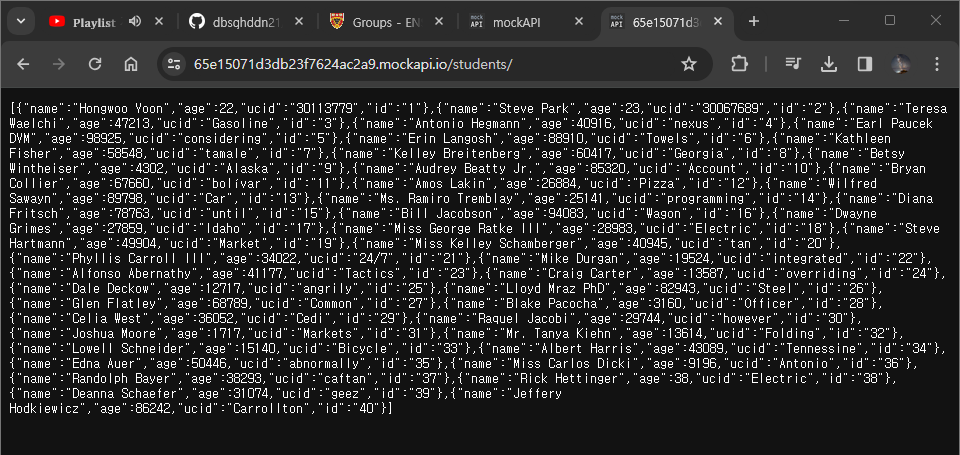 Playlist
dbsqhddn21
Groups - EN
mockAPI
65e15071d3
65e15071d3db23f7624ac2a9.mockapi.io/students/
[{"name":"Hongwoo Yoon","age":22,"ucid":"30113779","id":"1"},{"name":"Steve Park","age":23,"ucid":"30067689","id":"2"},{"name":"Teresa
Waelchi","age":47213,"ucid":"Gasoline","id":"3"},{"name":"Antonio Hegmann","age":40916,"ucid":"nexus","id":"4"},{"name":"Earl Paucek
DVM","age":98925,"ucid":"considering","id":"5"},{"name":"Erin Langosh","age":88910,"ucid":"Towels","id":"6"},{"name":"Kathleen
Fisher","age":58548,"ucid":"tamale","id":"7"},{"name":"Kelley Breitenberg","age":60417,"ucid":"Georgia","id":"8"},{"name":"Betsy
Wintheiser","age":4302,"ucid":"Alaska","id":"9"},{"name":"Audrey Beatty Jr.","age":85320,"ucid":"Account","id":"10"},{"name":"Bryan
Collier","age":67660,"ucid":"bolívar","id":"11"},{"name":"Amos Lakin","age":26884,"ucid":"Pizza","id":"12"},{"name":"Wilfred
Sawayn","age":89798,"ucid":"Car","id":"13"},{"name":"Ms. Ramiro Tremblay","age":25141,"ucid":"programming","id":"14"},{"name":"Diana
Fritsch","age":78763,"ucid":"until","id":"15"},{"name":"Bill Jacobson","age":94083,"ucid":"Wagon","id":"16"},{"name":"Dwayne
Grimes","age":27859,"ucid":"Idaho","id":"17"},{"name":"Miss George Ratke III","age":28983,"ucid":"Electric","id":"18"},{"name":"Steve
Hartmann","age":49904,"ucid":"Market","id":"19"},{"name":"Miss Kelley Schamberger","age":40945,"ucid":"tan","id":"20"},
{"name":"Phyllis Carroll III","age":34022,"ucid":"24/7","id":"21"},{"name":"Mike Durgan","age":19524,"ucid":"integrated","id":"22"},
{"name":"Alfonso Abernathy","age":41177,"ucid":"Tactics","id":"23"},{"name":"Craig Carter","age":13587,"ucid":"overriding","id":"24"},
{"name":"Dale Deckow","age":12717,"ucid":"angrily","id":"25"},{"name":"Lloyd Mraz PhD","age":82943,"ucid":"Steel","id":"26"},
{"name":"Glen Flatley","age":68789,"ucid":"Common","id":"27"},{"name":"Blake Pacocha","age":3160,"ucid":"Officer","id":"28"},
{"name":"Celia West","age":36052,"ucid":"Cedi","id":"29"},{"name":"Raquel Jacobi","age":29744,"ucid":"however","id":"30"},
{"name":"Joshua Moore","age":1717,"ucid":"Markets","id":"31"},{"name":"Mr. Tanya Kiehn","age":13614,"ucid":"Folding","id":"32"},
{"name":"Lowell Schneider","age":15140,"ucid":"Bicycle","id":"33"},{"name":"Albert Harris","age":43089,"ucid":"Tennessine","id":"34"},
{"name":"Edna Auer","age":50446,"ucid":"abnormally","id":"35"},{"name":"Miss Carlos Dicki","age":9196,"ucid":"Antonio","id":"36"},
{"name":"Randolph Bayer","age":38293,"ucid":"caftan","id":"37"},{"name":"Rick Hettinger","age":38,"ucid":"Electric","id":"38"},
{"name":"Deanna Schaefer","age":31074,"ucid":"geez","id":"39"},{"name":"Jeffery
Hodkiewicz","age":86242,"ucid":"Carrollton","id":"40"}]